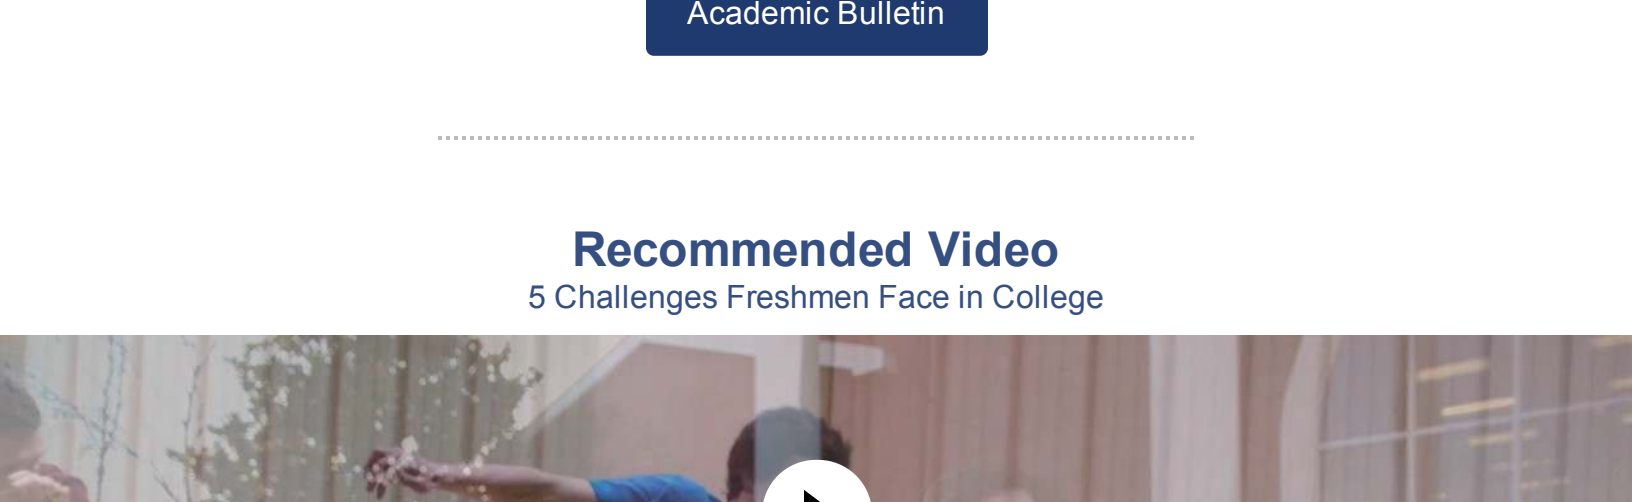 Academic Bulletin
Recommended Video
5 Challenges Freshmen Face in College